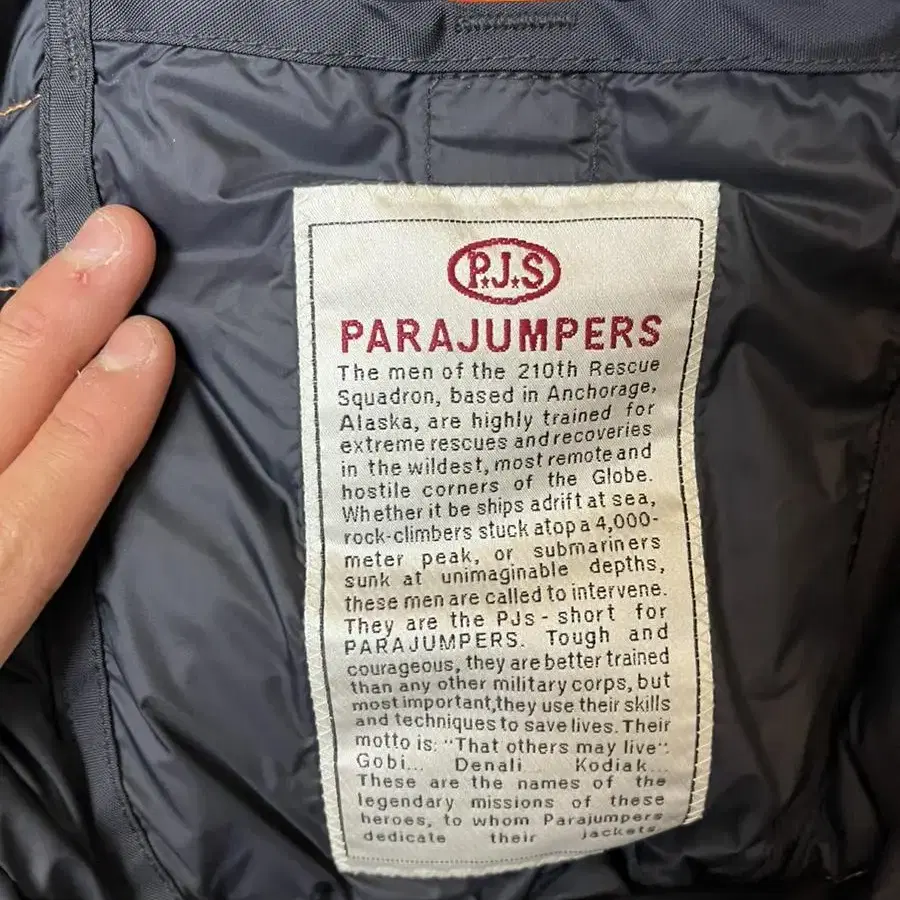 P.J.S
PARAJUMPERS
The men of the 210th Rescue
Squadron, based in Anchorage,
Alaska, are highly trained for
extreme rescues and recoveries
in the wildest, most remote and
hostile corners of the Globe.
Whether it be ships adrift at sea,
rock-climbers stuck atop a 4,000-
meter peak, or submariners
sunk at unimaginable depths,
these men are called to intervene.
They are the PJs - short for
PARAJUMPERS. Tough and
courageous, they are better trained
than any other military corps, but
most important, they use their skills
and techniques to save lives. Their
motto is: "That others may live".
Gobi... Denali... Kodiak...
These are the names of the
legendary missions of these
heroes, to whom Parajumpers
dedicate their jackets.